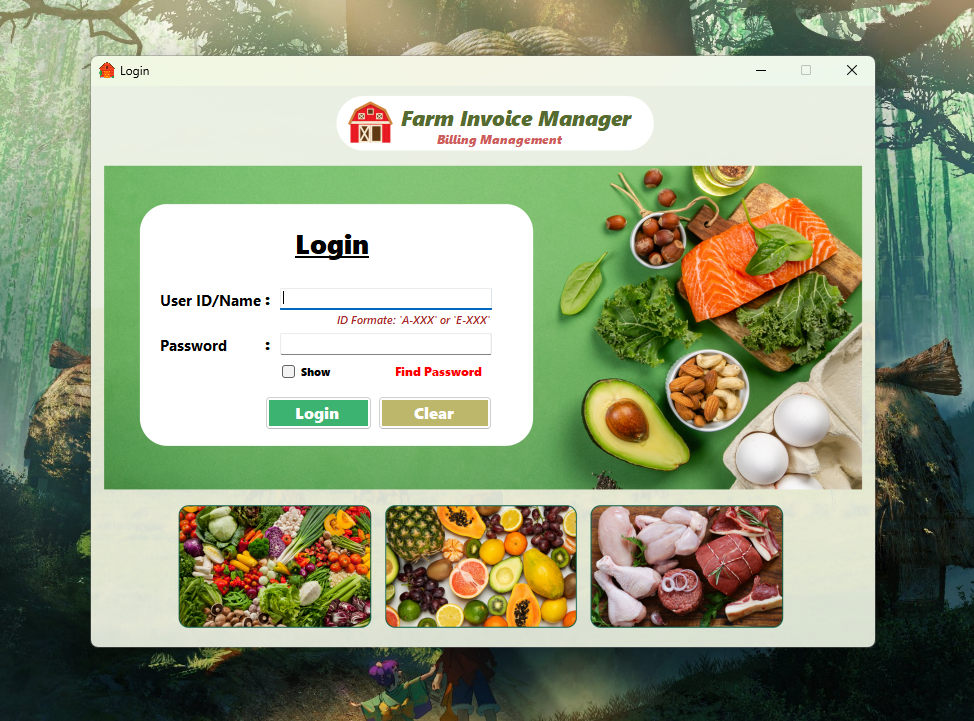 Login
Farm Invoice Manager
Billing Management
Login
User ID/Name :
ID Formate: `A-XXX` or `E-XXX`
Password :
Show Find Password
Login Clear